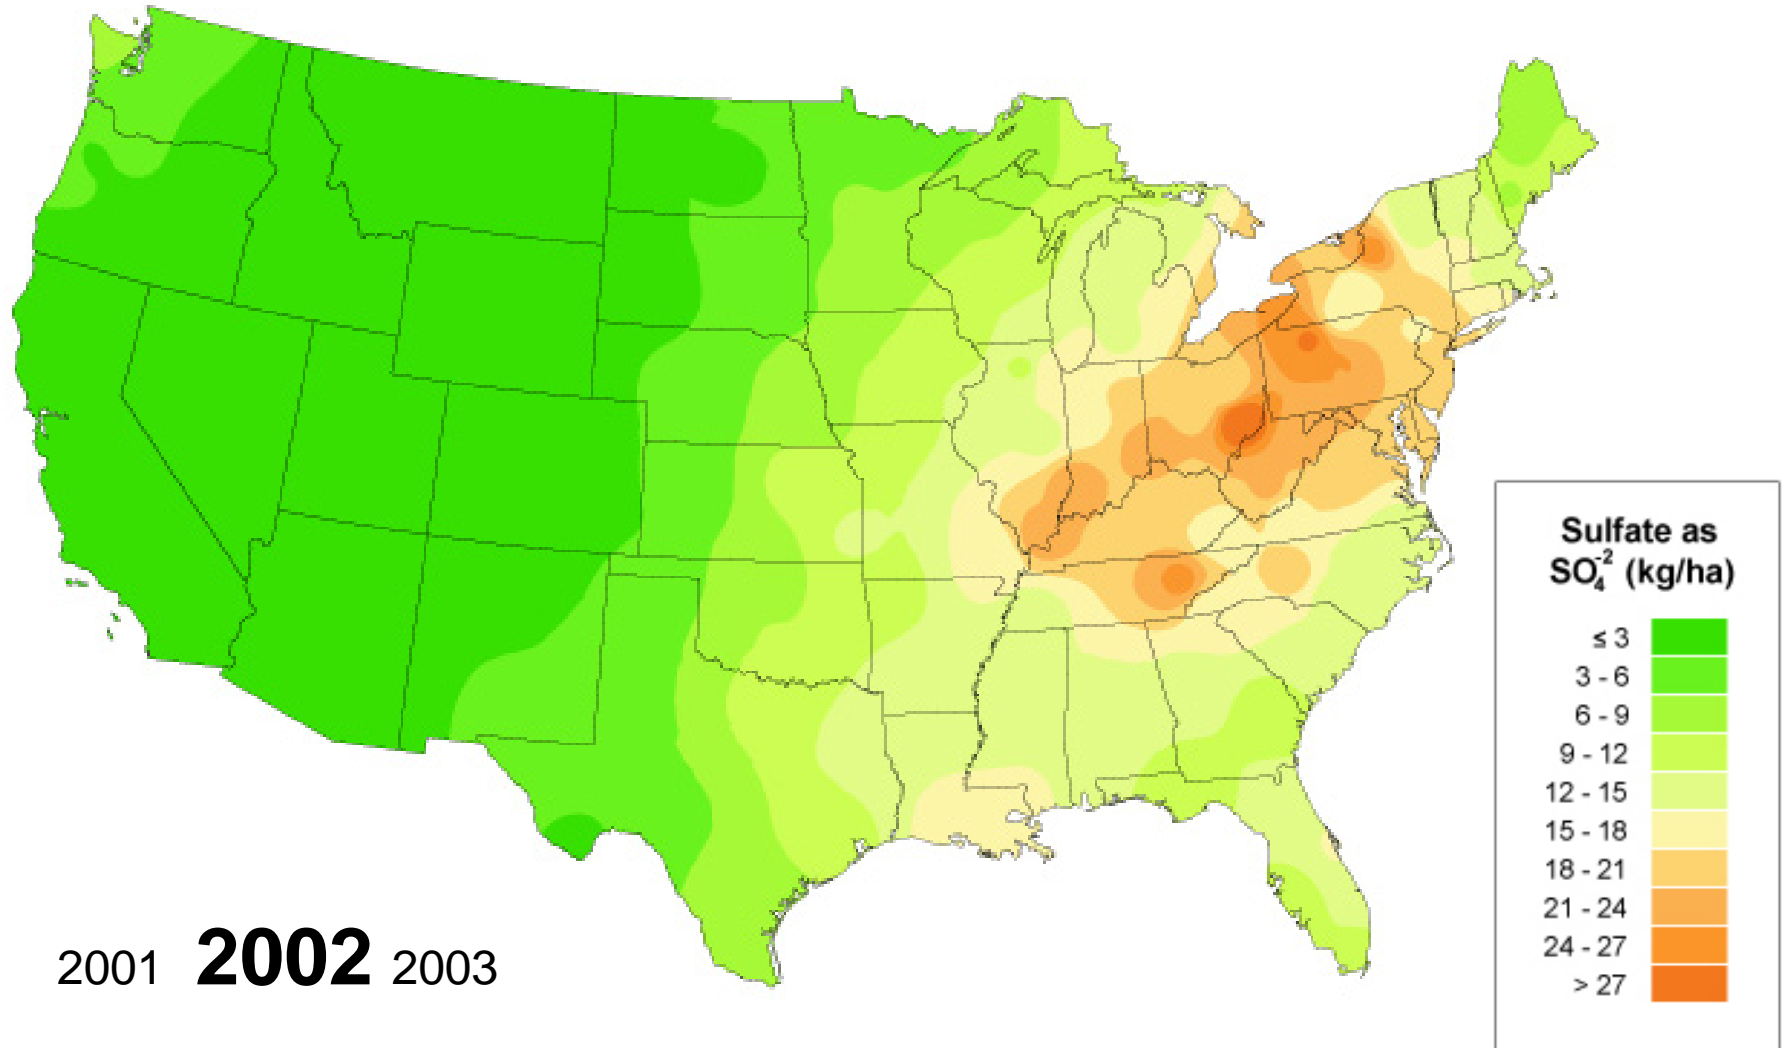 Sulfate as
SO₄⁻² (kg/ha)
≤ 3
3 - 6
6 - 9
9 - 12
12 - 15
15 - 18
18 - 21
21 - 24
24 - 27
> 27
2001 2002 2003